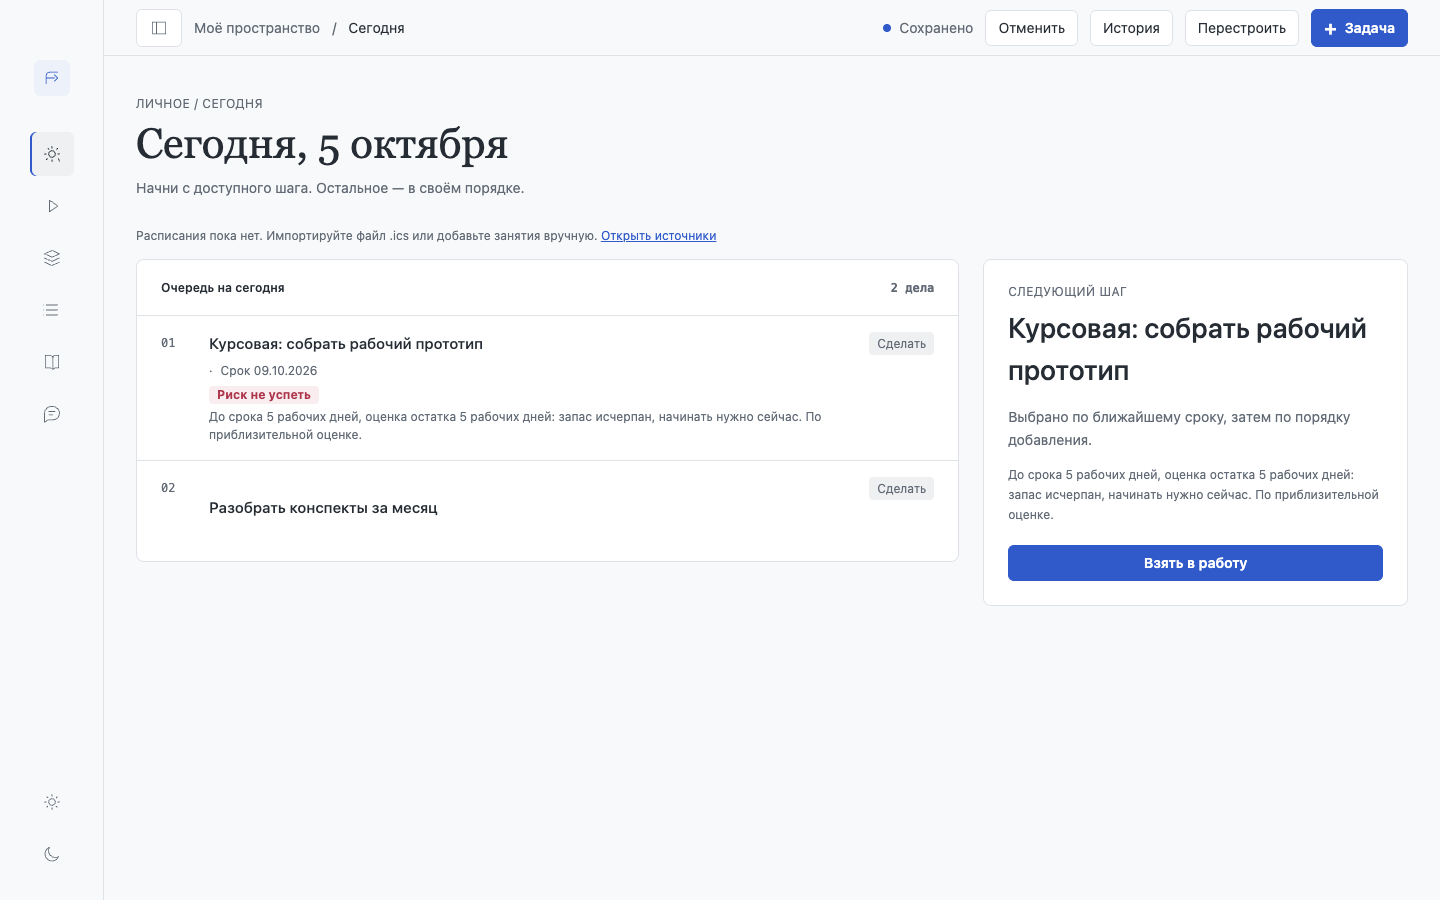 Моё пространство / Сегодня
Сохранено
Отменить
История
Перестроить
+ Задача
ЛИЧНОЕ / СЕГОДНЯ
Сегодня, 5 октября
Начни с доступного шага. Остальное — в своём порядке.
Расписания пока нет. Импортируйте файл .ics или добавьте занятия вручную. Открыть источники
Очередь на сегодня
2 дела
01
Курсовая: собрать рабочий прототип
Сделать
· Срок 09.10.2026
Риск не успеть
До срока 5 рабочих дней, оценка остатка 5 рабочих дней: запас исчерпан, начинать нужно сейчас. По
приблизительной оценке.
02
Сделать
Разобрать конспекты за месяц
СЛЕДУЮЩИЙ ШАГ
Курсовая: собрать рабочий
прототип
Выбрано по ближайшему сроку, затем по порядку
добавления.
До срока 5 рабочих дней, оценка остатка 5 рабочих дней:
запас исчерпан, начинать нужно сейчас. По приблизительной
оценке.
Взять в работу